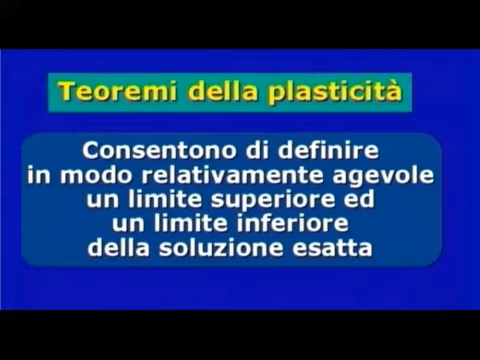 Teoremi della plasticità
Consentono di definire
in modo relativamente agevole
un limite superiore ed
un limite inferiore
della soluzione esatta